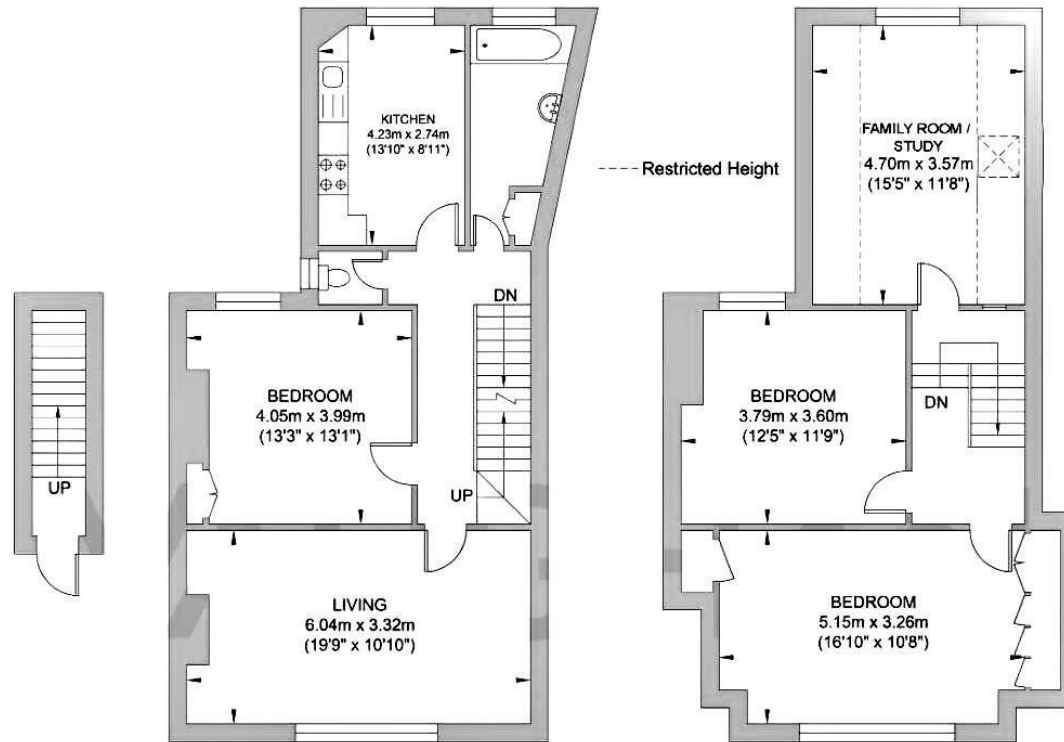 KITCHEN
4.23m x 2.74m
(13'10" x 8'11")
FAMILY ROOM /
STUDY
4.70m x 3.57m
(15'5" x 11'8")
Restricted Height
DN
BEDROOM
4.05m x 3.99m
(13'3" x 13'1")
UP
UP
LIVING
6.04m x 3.32m
(19'9" x 10'10")
BEDROOM
3.79m x 3.60m
(12'5" x 11'9")
DN
BEDROOM
5.15m x 3.26m
(16'10" x 10'8")